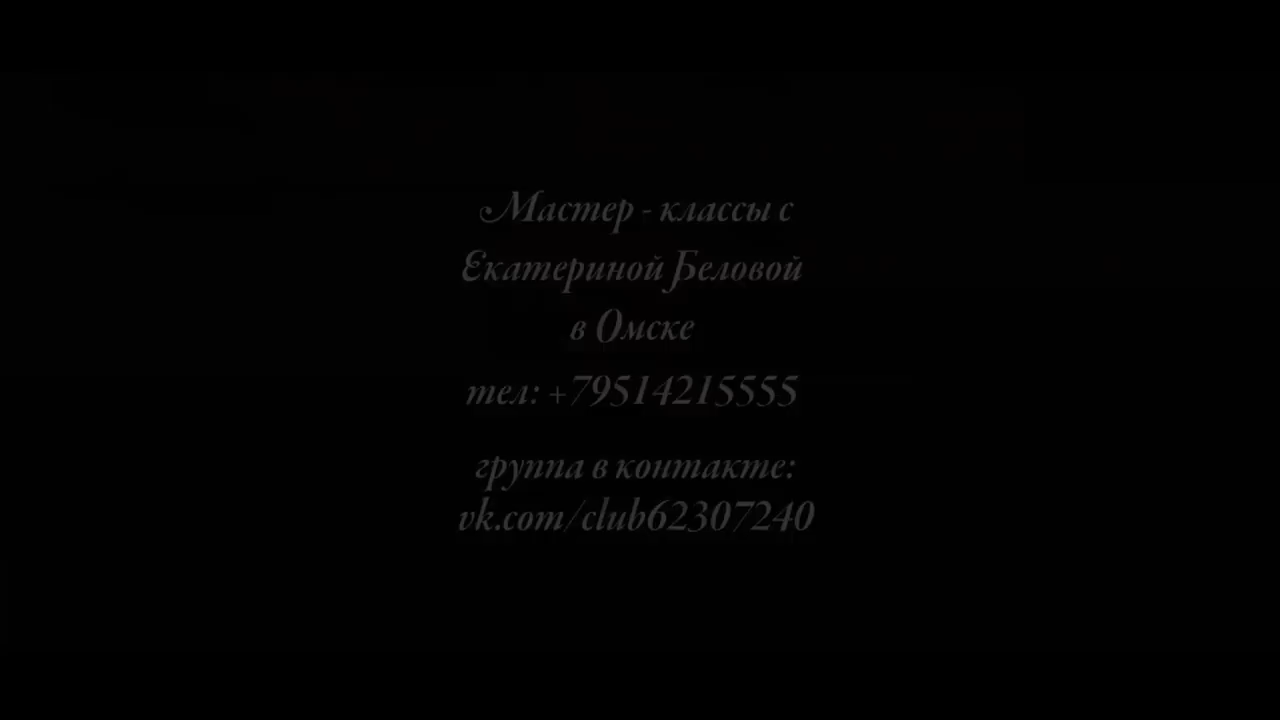 Мастер - классы с
Екатериной Беловой
в Омске
тел: +79514215555
группа в контакте:
vk.com/club62307240